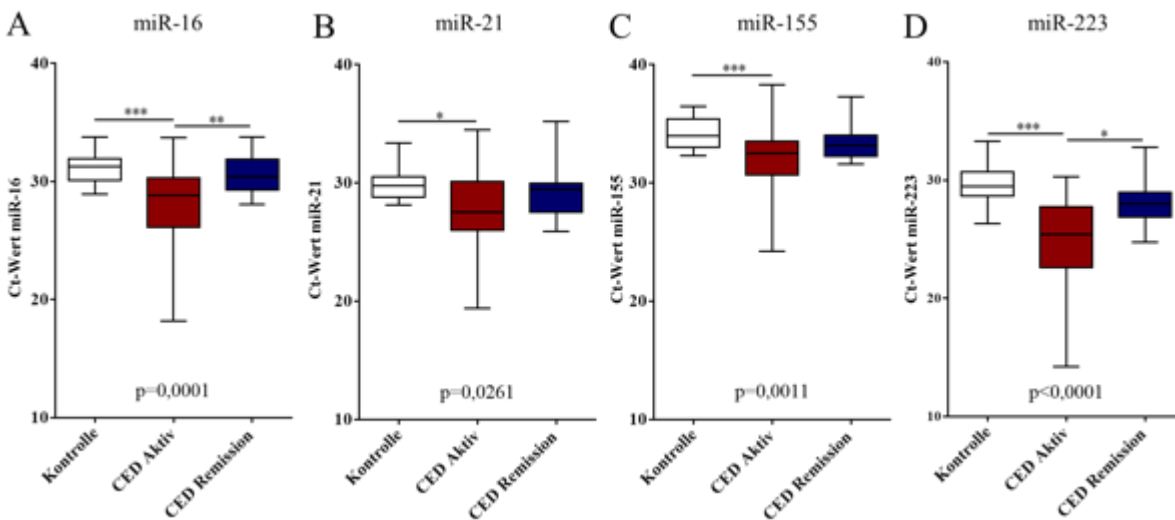 A
miR-16
Ct-Wert miR-16
40
30
20
10
***
**
p=0,0001
Kontrolle
CED Aktiv
CED Remission
B
miR-21
Ct-Wert miR-21
40
30
20
10
*
p=0,0261
Kontrolle
CED Aktiv
CED Remission
C
miR-155
Ct-Wert miR-155
40
30
20
10
***
p=0,0011
Kontrolle
CED Aktiv
CED Remission
D
miR-223
Ct-Wert miR-223
40
30
20
10
***
*
p<0,0001
Kontrolle
CED Aktiv
CED Remission